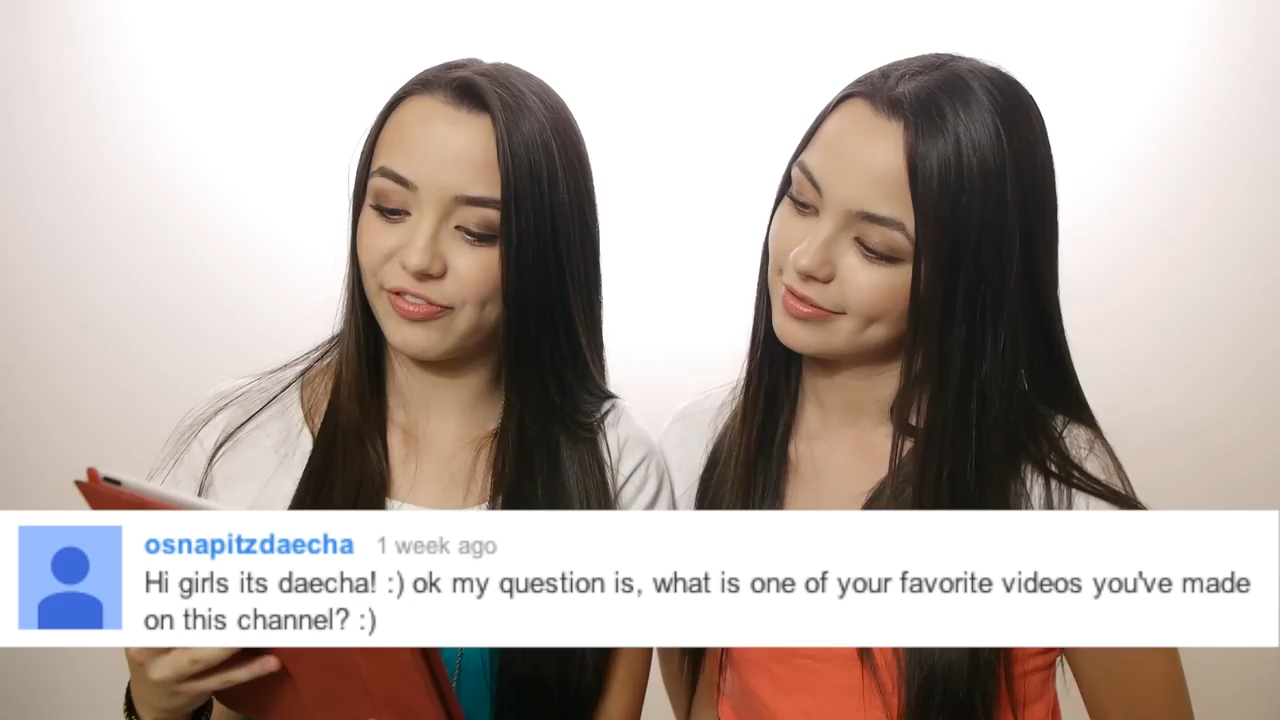 osnapitzdaecha 1 week ago
Hi girls its daecha! :) ok my question is, what is one of your favorite videos you've made
on this channel? :)